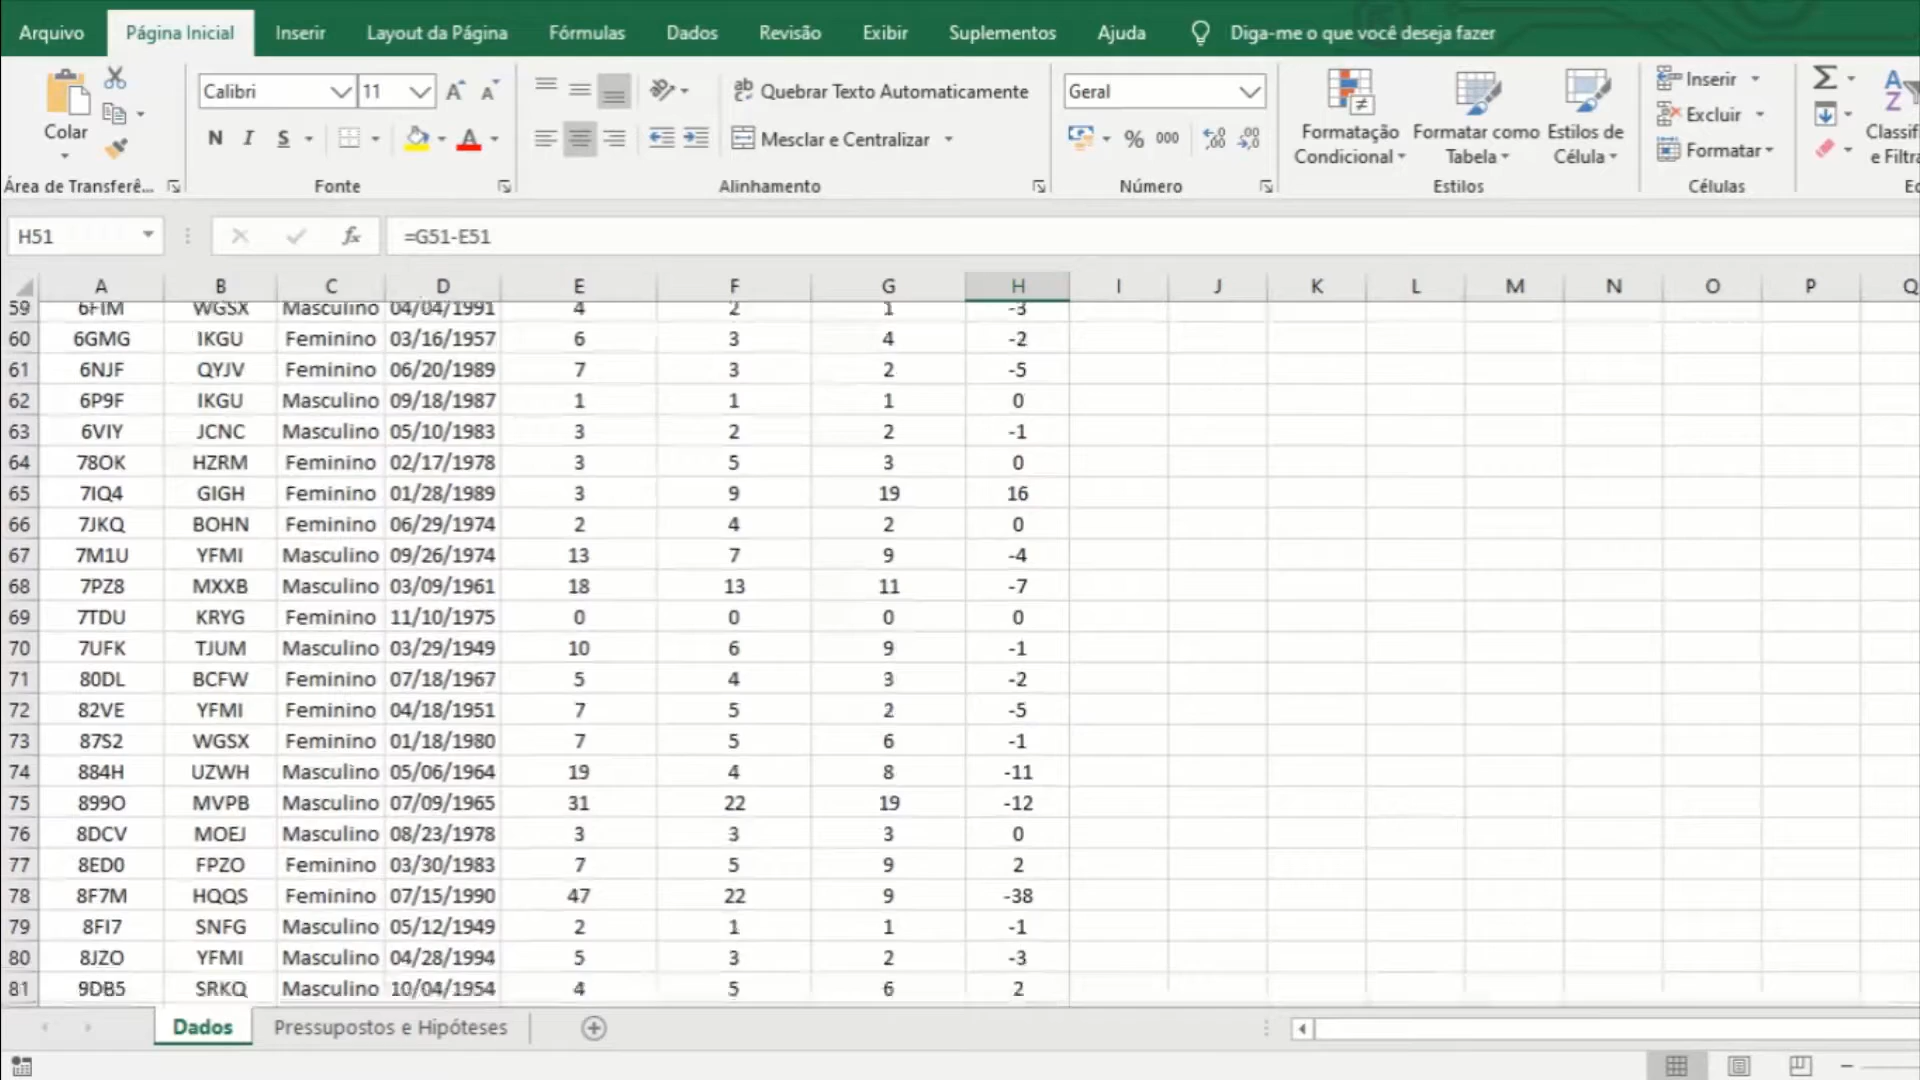 Arquivo Página Inicial Inserir Layout da Página Fórmulas Dados Revisão Exibir Suplementos Ajuda Diga-me o que você deseja fazer
Colar
Área de Transferê...
Calibri 11
N I S
Fonte
Quebrar Texto Automaticamente
Mesclar e Centralizar
Alinhamento
Geral
% 000
Número
Formatação Condicional
Formatar como Tabela
Estilos de Célula
Estilos
Inserir
Excluir
Formatar
Células
Classif
e Filtra
Ec
H51 fx =G51-E51
A B C D E F G H I J K L M N O P Q
59 6FIM WGSX Masculino 04/04/1991 4 2 1 -3
60 6GMG IKGU Feminino 03/16/1957 6 3 4 -2
61 6NJF QYJV Feminino 06/20/1989 7 3 2 -5
62 6P9F IKGU Masculino 09/18/1987 1 1 1 0
63 6VIY JCNC Masculino 05/10/1983 3 2 2 -1
64 78OK HZRM Feminino 02/17/1978 3 5 3 0
65 7IQ4 GIGH Feminino 01/28/1989 3 9 19 16
66 7JKQ BOHN Feminino 06/29/1974 2 4 2 0
67 7M1U YFMI Masculino 09/26/1974 13 7 9 -4
68 7PZ8 MXXB Masculino 03/09/1961 18 13 11 -7
69 7TDU KRYG Feminino 11/10/1975 0 0 0 0
70 7UFK TJUM Masculino 03/29/1949 10 6 9 -1
71 80DL BCFW Feminino 07/18/1967 5 4 3 -2
72 82VE YFMI Feminino 04/18/1951 7 5 2 -5
73 87S2 WGSX Feminino 01/18/1980 7 5 6 -1
74 884H UZWH Masculino 05/06/1964 19 4 8 -11
75 899O MVPB Masculino 07/09/1965 31 22 19 -12
76 8DCV MOEJ Masculino 08/23/1978 3 3 3 0
77 8ED0 FPZO Feminino 03/30/1983 7 5 9 2
78 8F7M HQQS Feminino 07/15/1990 47 22 9 -38
79 8FI7 SNFG Masculino 05/12/1949 2 1 1 -1
80 8JZO YFMI Masculino 04/28/1994 5 3 2 -3
81 9DB5 SRKQ Masculino 10/04/1954 4 5 6 2
Dados Pressupostos e Hipóteses